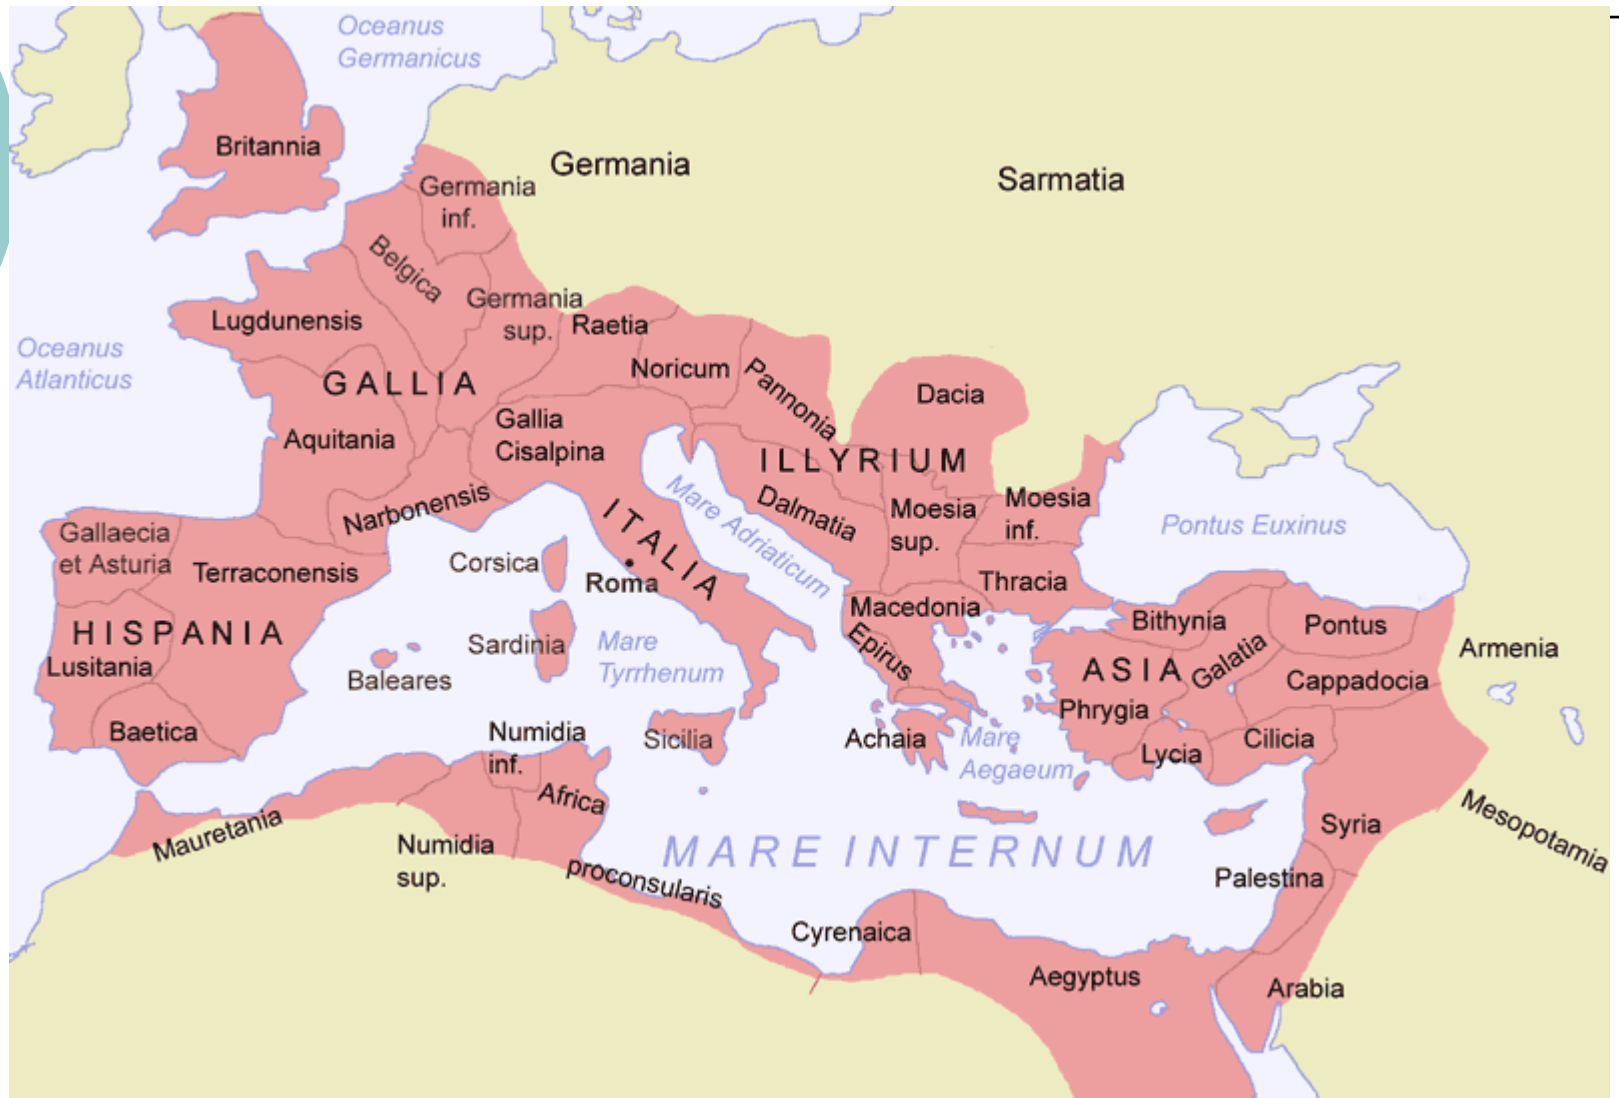 Oceanus
Germanicus
Britannia
Germania
Sarmatia
Germania
inf.
Belgica
Germania
sup.
Lugdunensis
Raetia
Oceanus
Atlanticus
GALLIA
Noricum
Pannonia
Dacia
Gallia
Cisalpina
Aquitania
ILLYRIUM
Narbonensis
Mare Adriaticum
Dalmatia
Moesia
sup.
Moesia
inf.
Pontus Euxinus
Gallaecia
et Asturia
Terraconensis
Corsica
ITALIA
Roma
Thracia
Macedonia
Bithynia
Pontus
HISPANIA
Lusitania
Sardinia
Mare
Tyrrhenum
Epirus
ASIA
Galatia
Armenia
Baleares
Cappadocia
Phrygia
Baetica
Numidia
inf.
Sicilia
Achaia
Mare
Aegaeum
Lycia
Cilicia
Africa
Mauretania
Numidia
sup.
MARE INTERNUM
Syria
Mesopotamia
proconsularis
Palestina
Cyrenaica
Aegyptus
Arabia